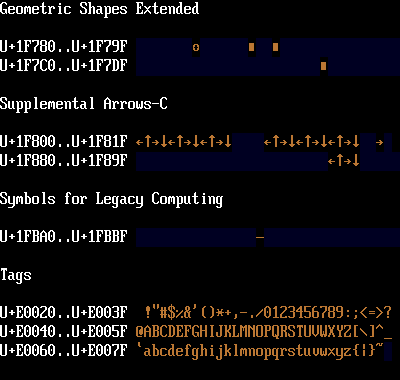 Geometric Shapes Extended
U+1F780..U+1F79F        o      ▮  ▮
U+1F7C0..U+1F7DF                        ▮
Supplemental Arrows-C
U+1F800..U+1F81F ←↑→↓←↑→↓←↑→↓    ←↑→↓←↑→↓←↑→↓  →
U+1F880..U+1F89F                         ←↑→↓
Symbols for Legacy Computing
U+1FBA0..U+1FBBF                –
Tags
U+E0020..U+E003F  !"#$%&'()*+,-./0123456789:;<=>?
U+E0040..U+E005F @ABCDEFGHIJKLMNOPQRSTUVWXYZ[\]^_
U+E0060..U+E007F `abcdefghijklmnopqrstuvwxyz{|}~